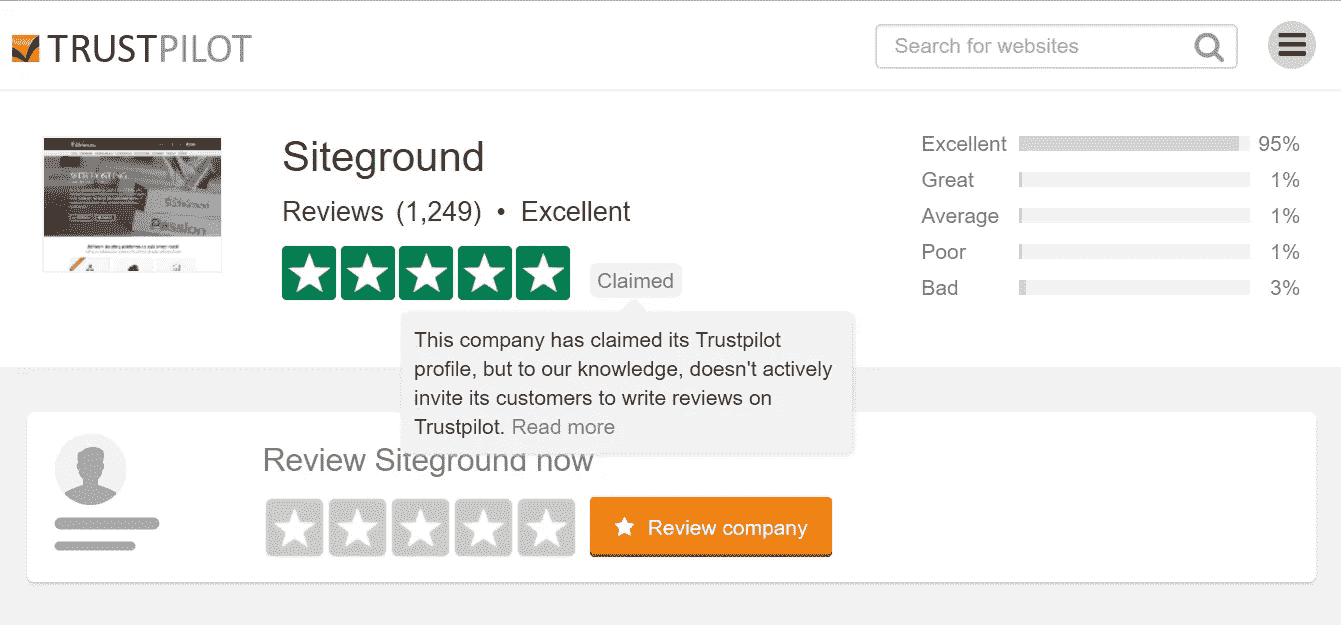 TRUSTPILOT
Search for websites
Siteground
Reviews (1,249) • Excellent
Claimed
This company has claimed its Trustpilot
profile, but to our knowledge, doesn't actively
invite its customers to write reviews on
Trustpilot. Read more
Excellent 95%
Great 1%
Average 1%
Poor 1%
Bad 3%
Review Siteground now
Review company